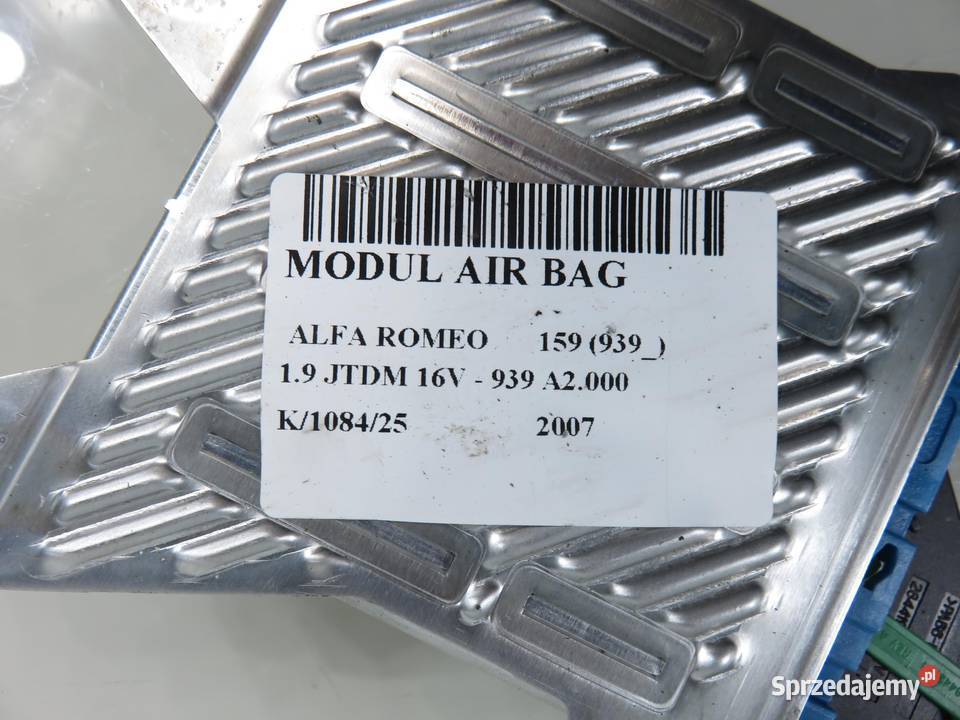 MODUL AIR BAG
ALFA ROMEO 159 (939_)
1.9 JTDM 16V - 939 A2.000
K/1084/25 2007
>PA66-
Sprzedajemy.pl